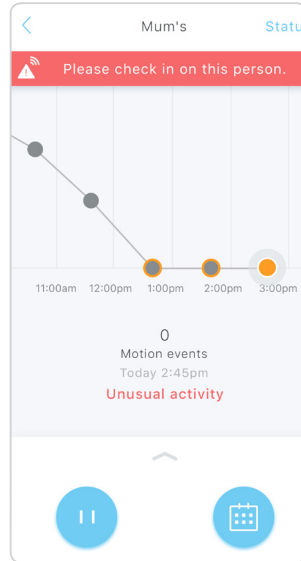 Mum's
Statu
Please check in on this person.
11:00am 12:00pm 1:00pm 2:00pm 3:00pm
0
Motion events
Today 2:45pm
Unusual activity